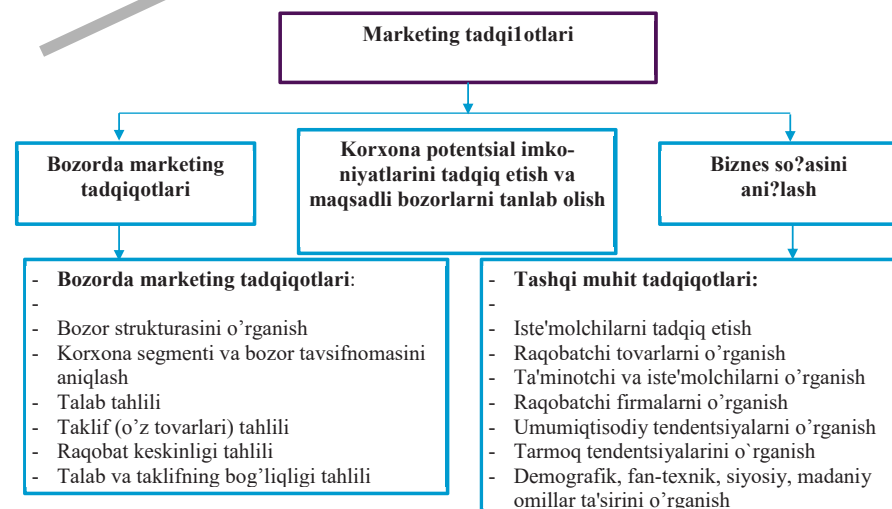 Marketing tadqi1otlari
Bozorda marketing
tadqiqotlari
Korxona potentsial imko-
niyatlarini tadqiq etish va
maqsadli bozorlarni tanlab olish
Biznes so?asini
ani?lash
- Bozorda marketing tadqiqotlari:
-
- Bozor strukturasini o’rganish
- Korxona segmenti va bozor tavsifnomasini
aniqlash
- Talab tahlili
- Taklif (o’z tovarlari) tahlili
- Raqobat keskinligi tahlili
- Talab va taklifning bog’liqligi tahlili
- Tashqi muhit tadqiqotlari:
-
- Iste'molchilarni tadqiq etish
- Raqobatchi tovarlarni o’rganish
- Ta'minotchi va iste'molchilarni o’rganish
- Raqobatchi firmalarni o’rganish
- Umumiqtisodiy tendentsiyalarni o’rganish
- Tarmoq tendentsiyalarini o`rganish
- Demografik, fan-texnik, siyosiy, madaniy
omillar ta'sirini o’rganish